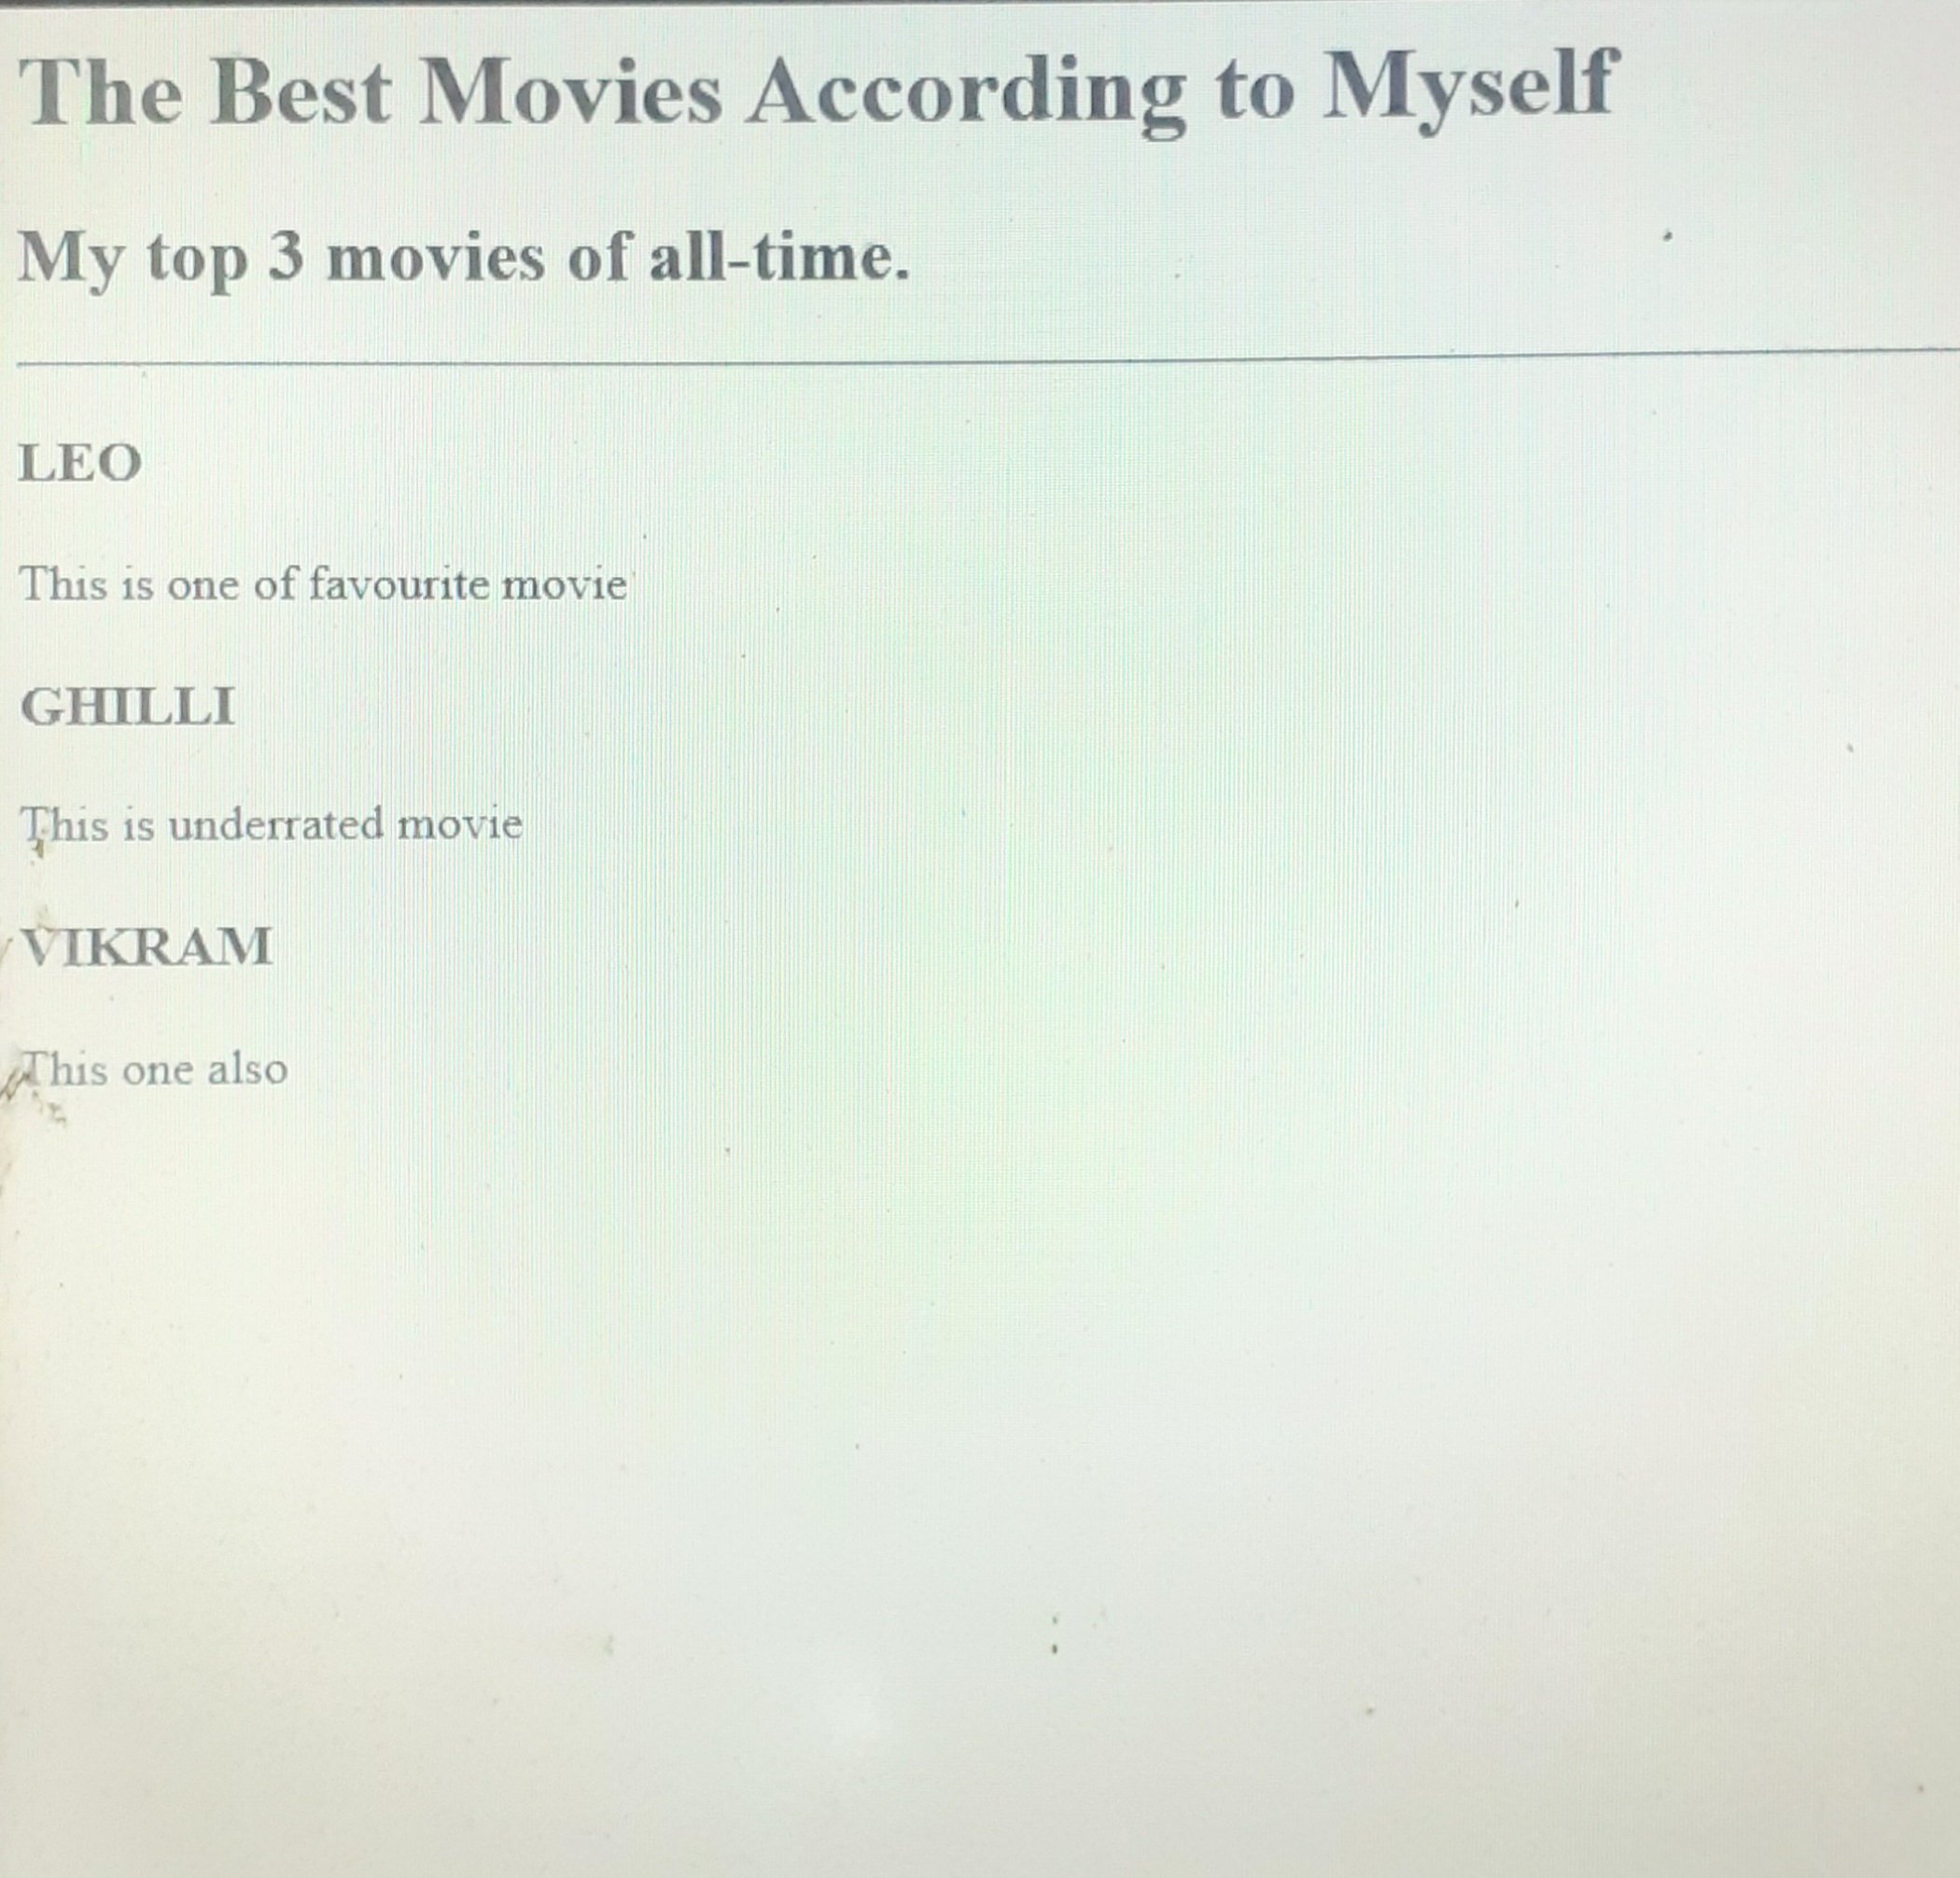 The Best Movies According to Myself
My top 3 movies of all-time.
LEO
This is one of favourite movie
GHILLI
This is underrated movie
VIKRAM
This one also